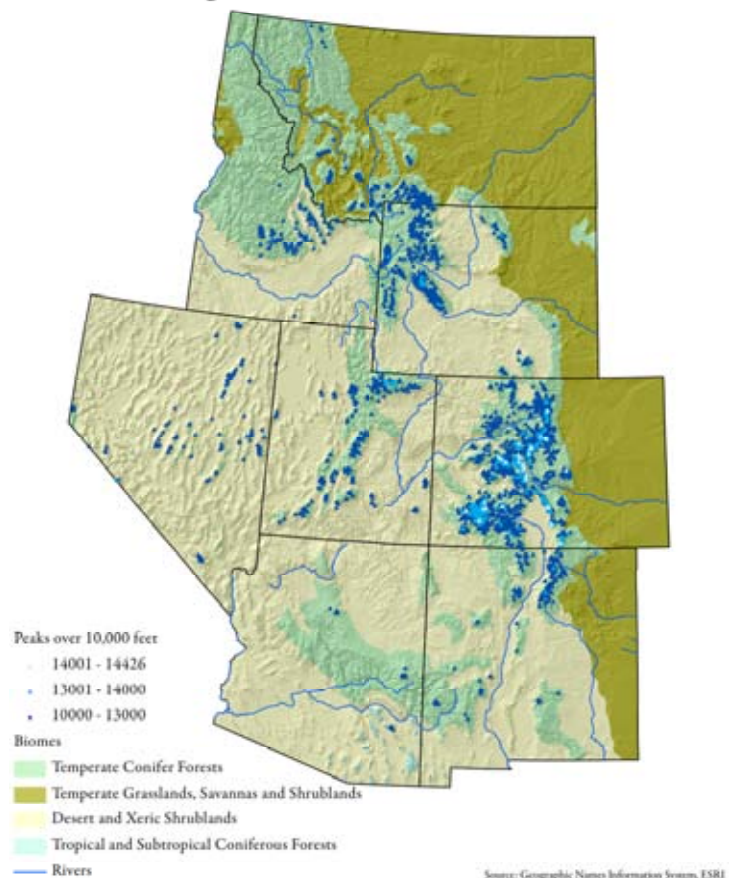 Peaks over 10,000 feet
14001 - 14426
13001 - 14000
10000 - 13000
Biomes
Temperate Conifer Forests
Temperate Grasslands, Savannas and Shrublands
Desert and Xeric Shrublands
Tropical and Subtropical Coniferous Forests
Rivers
Source: Geographic Names Information System, ESRI